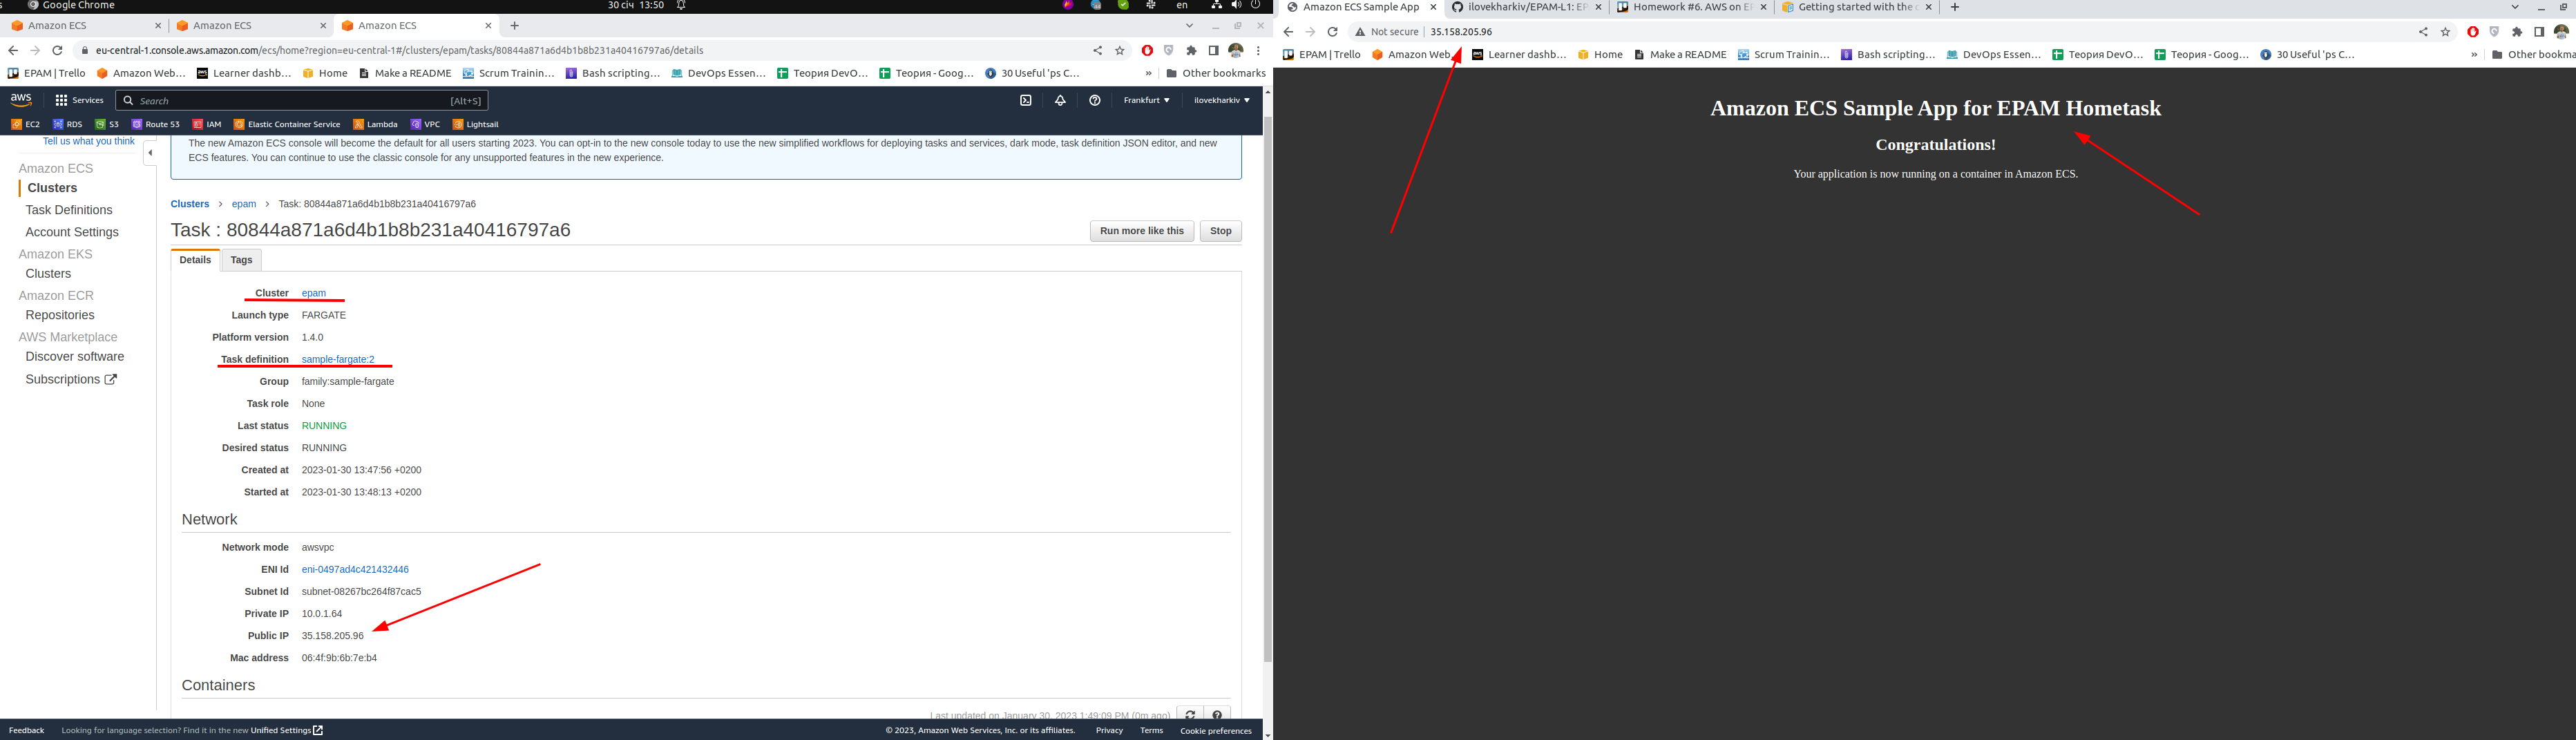 Google Chrome
30 січ 13:50
en
Amazon ECS
Amazon ECS
Amazon ECS
eu-central-1.console.aws.amazon.com/ecs/home?region=eu-central-1#/clusters/epam/tasks/80844a871a6d4b1b8b231a40416797a6/details
EPAM | Trello
Amazon Web…
Learner dashb…
Home
Make a README
Scrum Trainin…
Bash scripting…
DevOps Essen…
Теория DevO…
Теория - Goog…
30 Useful 'ps C…
»
Other bookmarks
aws
Services
Search
[Alt+S]
Frankfurt
ilovekharkiv
EC2
RDS
S3
Route 53
IAM
Elastic Container Service
Lambda
VPC
Lightsail
Tell us what you think
Amazon ECS
Clusters
Task Definitions
Account Settings
Amazon EKS
Clusters
Amazon ECR
Repositories
AWS Marketplace
Discover software
Subscriptions
The new Amazon ECS console will become the default for all users starting 2023. You can opt-in to the new console today to use the new simplified workflows for deploying tasks and services, dark mode, task definition JSON editor, and new
ECS features. You can continue to use the classic console for any unsupported features in the new experience.
Clusters > epam > Task: 80844a871a6d4b1b8b231a40416797a6
Task : 80844a871a6d4b1b8b231a40416797a6
Run more like this
Stop
Details
Tags
Cluster epam
Launch type FARGATE
Platform version 1.4.0
Task definition sample-fargate:2
Group family:sample-fargate
Task role None
Last status RUNNING
Desired status RUNNING
Created at 2023-01-30 13:47:56 +0200
Started at 2023-01-30 13:48:13 +0200
Network
Network mode awsvpc
ENI Id eni-0497ad4c421432446
Subnet Id subnet-08267bc264f87cac5
Private IP 10.0.1.64
Public IP 35.158.205.96
Mac address 06:4f:9b:6b:7e:b4
Containers
Last updated on January 30, 2023 1:49:09 PM (0m ago)
Feedback
Looking for language selection? Find it in the new Unified Settings
© 2023, Amazon Web Services, Inc. or its affiliates.
Privacy
Terms
Cookie preferences
Amazon ECS Sample App
ilovekharkiv/EPAM-L1: EP
Homework #6. AWS on EP
Getting started with the
Not secure
35.158.205.96
EPAM | Trello
Amazon Web
Learner dashb…
Home
Make a README
Scrum Trainin…
Bash scripting…
DevOps Essen…
Теория DevO…
Теория - Goog…
30 Useful 'ps C…
»
Other bookma
Amazon ECS Sample App for EPAM Hometask
Congratulations!
Your application is now running on a container in Amazon ECS.